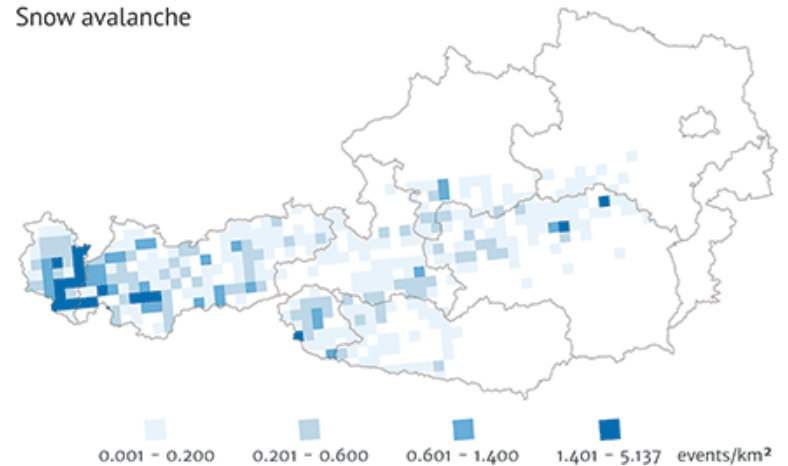 Snow avalanche
0.001 – 0.200 0.201 – 0.600 0.601 – 1.400 1.401 – 5.137 events/km²